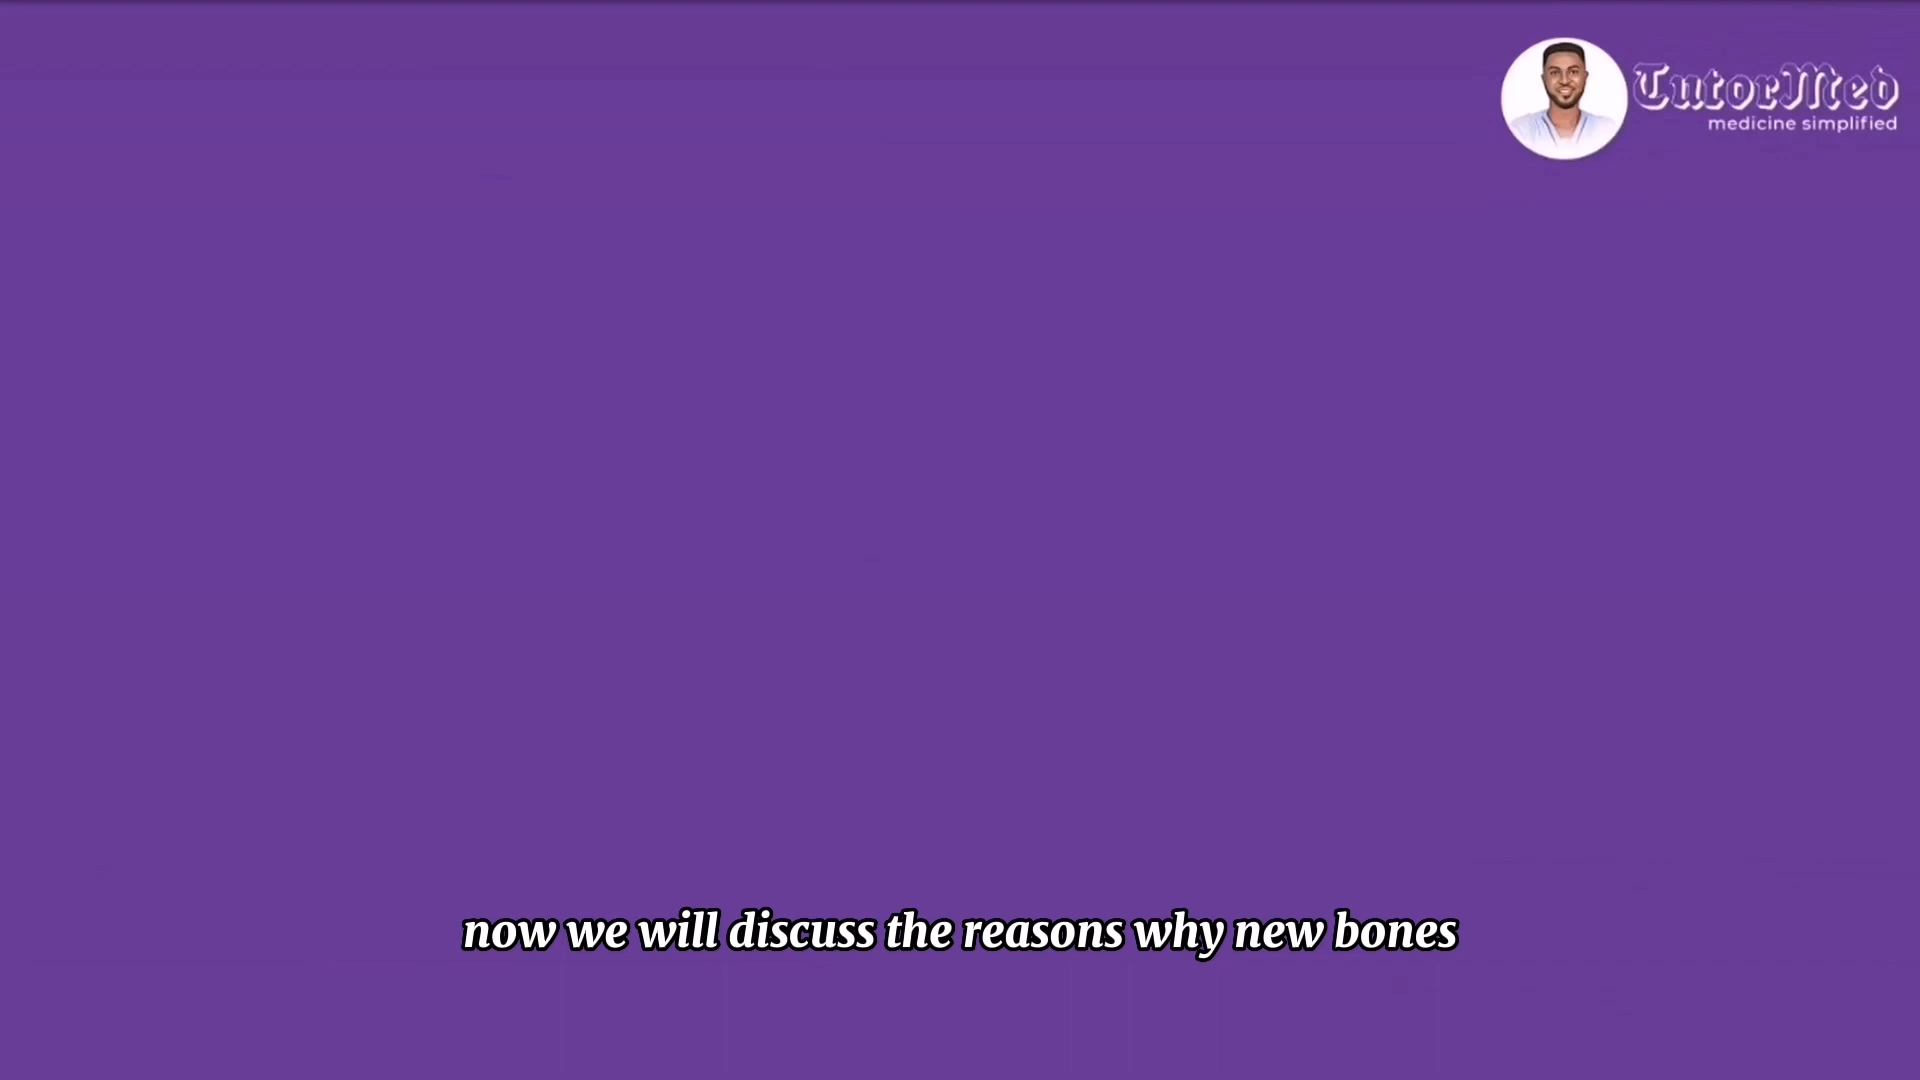 TutorMed
medicine simplified
now we will discuss the reasons why new bones